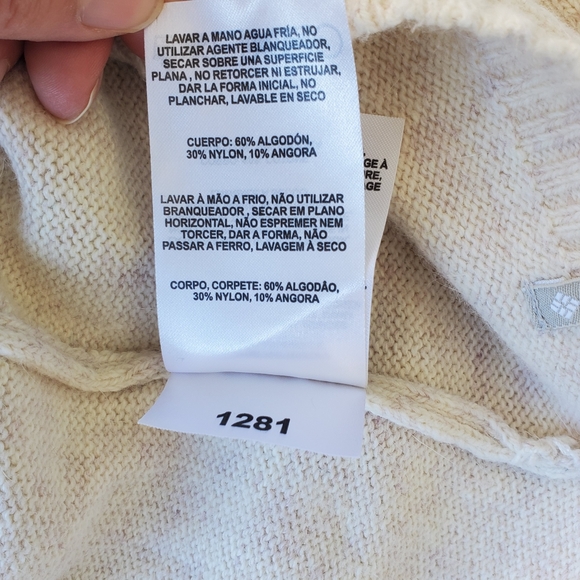 LAVAR A MANO AGUA FRÍA, NO
UTILIZAR AGENTE BLANQUEADOR,
SECAR SOBRE UNA SUPERFICIE
PLANA , NO RETORCER NI ESTRUJAR,
DAR LA FORMA INICIAL, NO
PLANCHAR, LAVABLE EN SECO
CUERPO: 60% ALGODÓN,
30% NYLON, 10% ANGORA
LAVAR À MÃO A FRIO, NÃO UTILIZAR
BRANQUEADOR , SECAR EM PLANO
HORIZONTAL, NÃO ESPREMER NEM
TORCER, DAR A FORMA, NÃO
PASSAR A FERRO, LAVAGEM À SECO
CORPO, CORPETE: 60% ALGODÃO,
30% NYLON, 10% ANGORA
1281